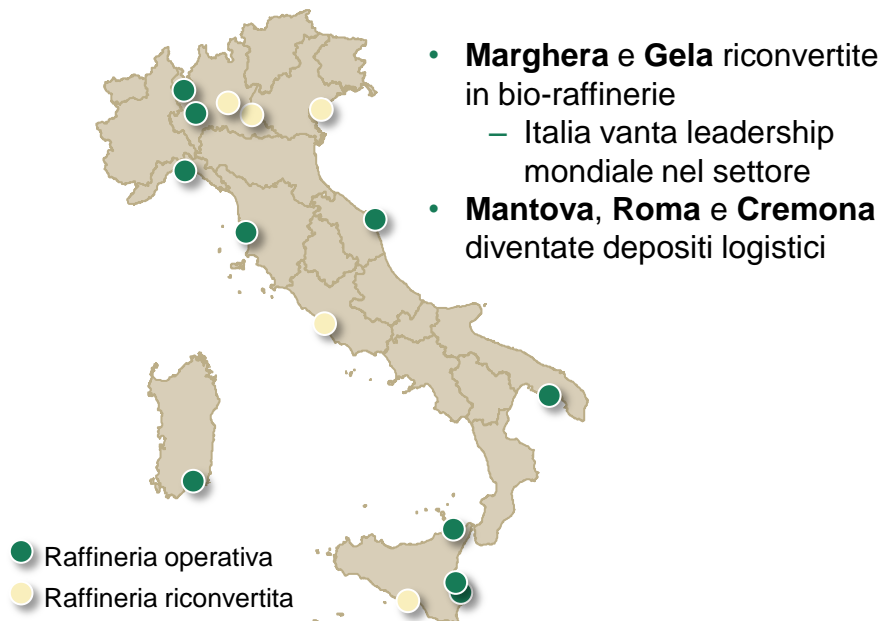 • Marghera e Gela riconvertite
in bio-raffinerie
– Italia vanta leadership
mondiale nel settore
• Mantova, Roma e Cremona
diventate depositi logistici
Raffineria operativa
Raffineria riconvertita